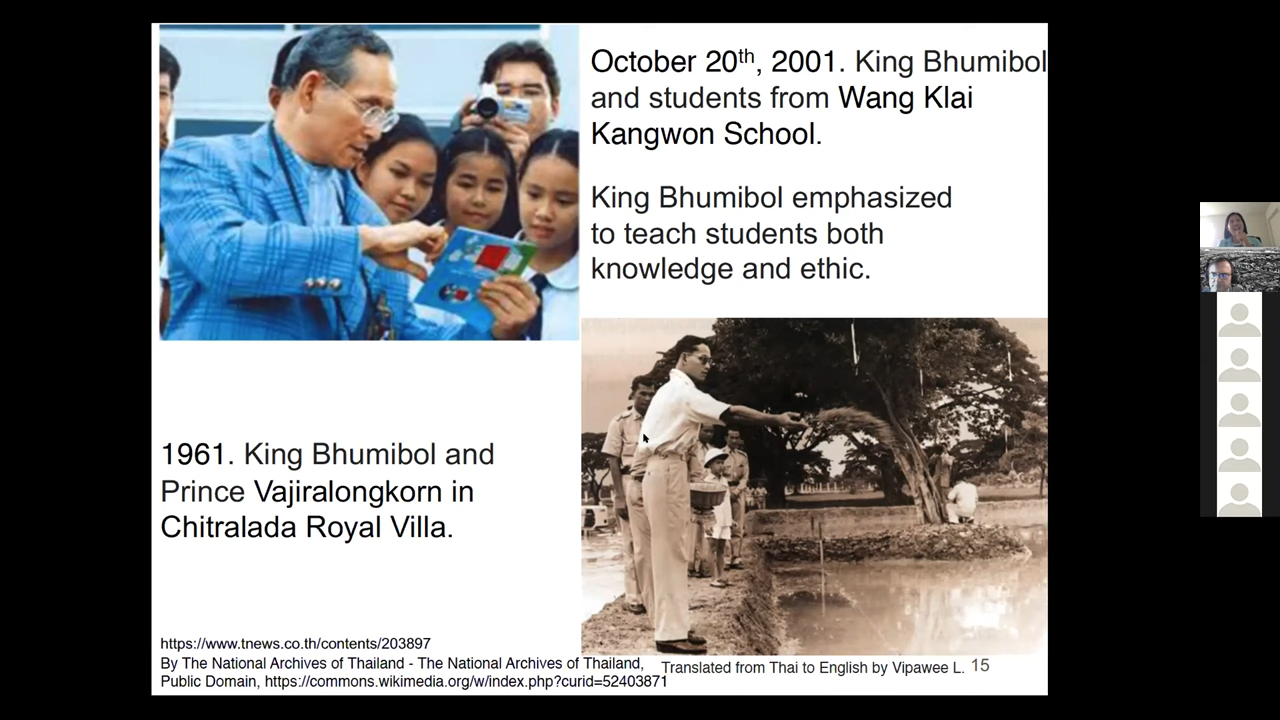 October 20th, 2001. King Bhumibol
and students from Wang Klai
Kangwon School.
King Bhumibol emphasized
to teach students both
knowledge and ethic.
1961. King Bhumibol and
Prince Vajiralongkorn in
Chitralada Royal Villa.
https://www.tnews.co.th/contents/203897
By The National Archives of Thailand - The National Archives of Thailand,
Public Domain, https://commons.wikimedia.org/w/index.php?curid=52403871
Translated from Thai to English by Vipawee L. 15